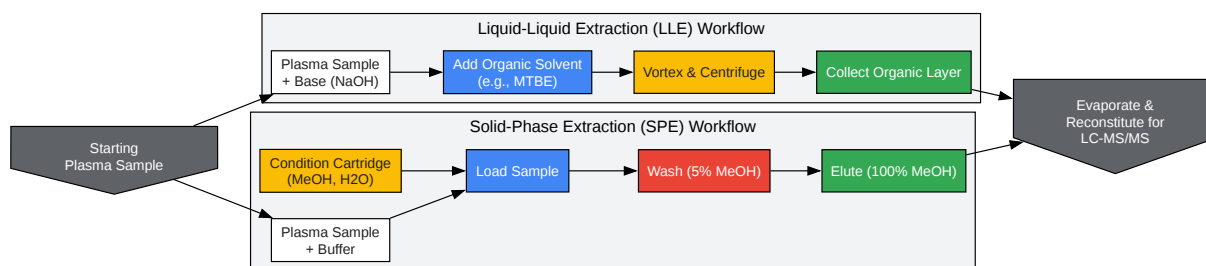 Liquid-Liquid Extraction (LLE) Workflow
Plasma Sample
+ Base (NaOH)
Add Organic Solvent
(e.g., MTBE)
Vortex & Centrifuge
Collect Organic Layer
Starting
Plasma Sample
Evaporate &
Reconstitute for
LC-MS/MS
Solid-Phase Extraction (SPE) Workflow
Condition Cartridge
(MeOH, H2O)
Load Sample
Wash (5% MeOH)
Elute (100% MeOH)
Plasma Sample
+ Buffer